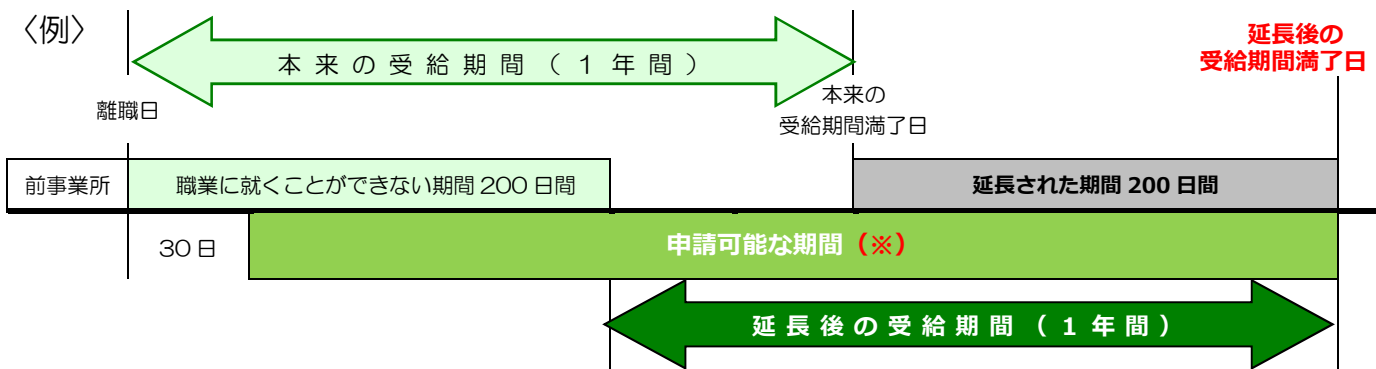 〈例〉
本来の受給期間（１年間）
延長後の
受給期間満了日
離職日
本来の
受給期間満了日
前事業所
職業に就くことができない期間 200 日間
延長された期間 200 日間
30 日
申請可能な期間（※）
延長後の受給期間（１年間）